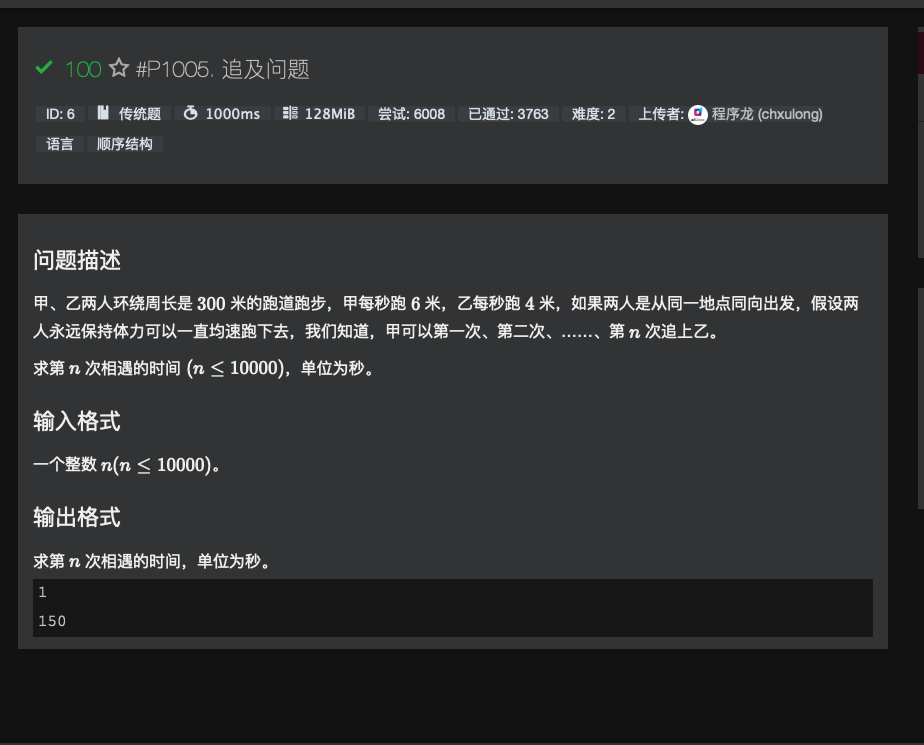 100 #P1005. 追及问题
ID: 6 传统题 1000ms 128MiB 尝试: 6008 已通过: 3763 难度: 2 上传者: 程序龙 (chxulong)
语言 顺序结构
问题描述
甲、乙两人环绕周长是 300 米的跑道跑步，甲每秒跑 6 米，乙每秒跑 4 米，如果两人是从同一地点同向出发，假设两
人永远保持体力可以一直均速跑下去，我们知道，甲可以第一次、第二次、……、第 n 次追上乙。
求第 n 次相遇的时间 (n ≤ 10000)，单位为秒。
输入格式
一个整数 n(n ≤ 10000)。
输出格式
求第 n 次相遇的时间，单位为秒。
1
150